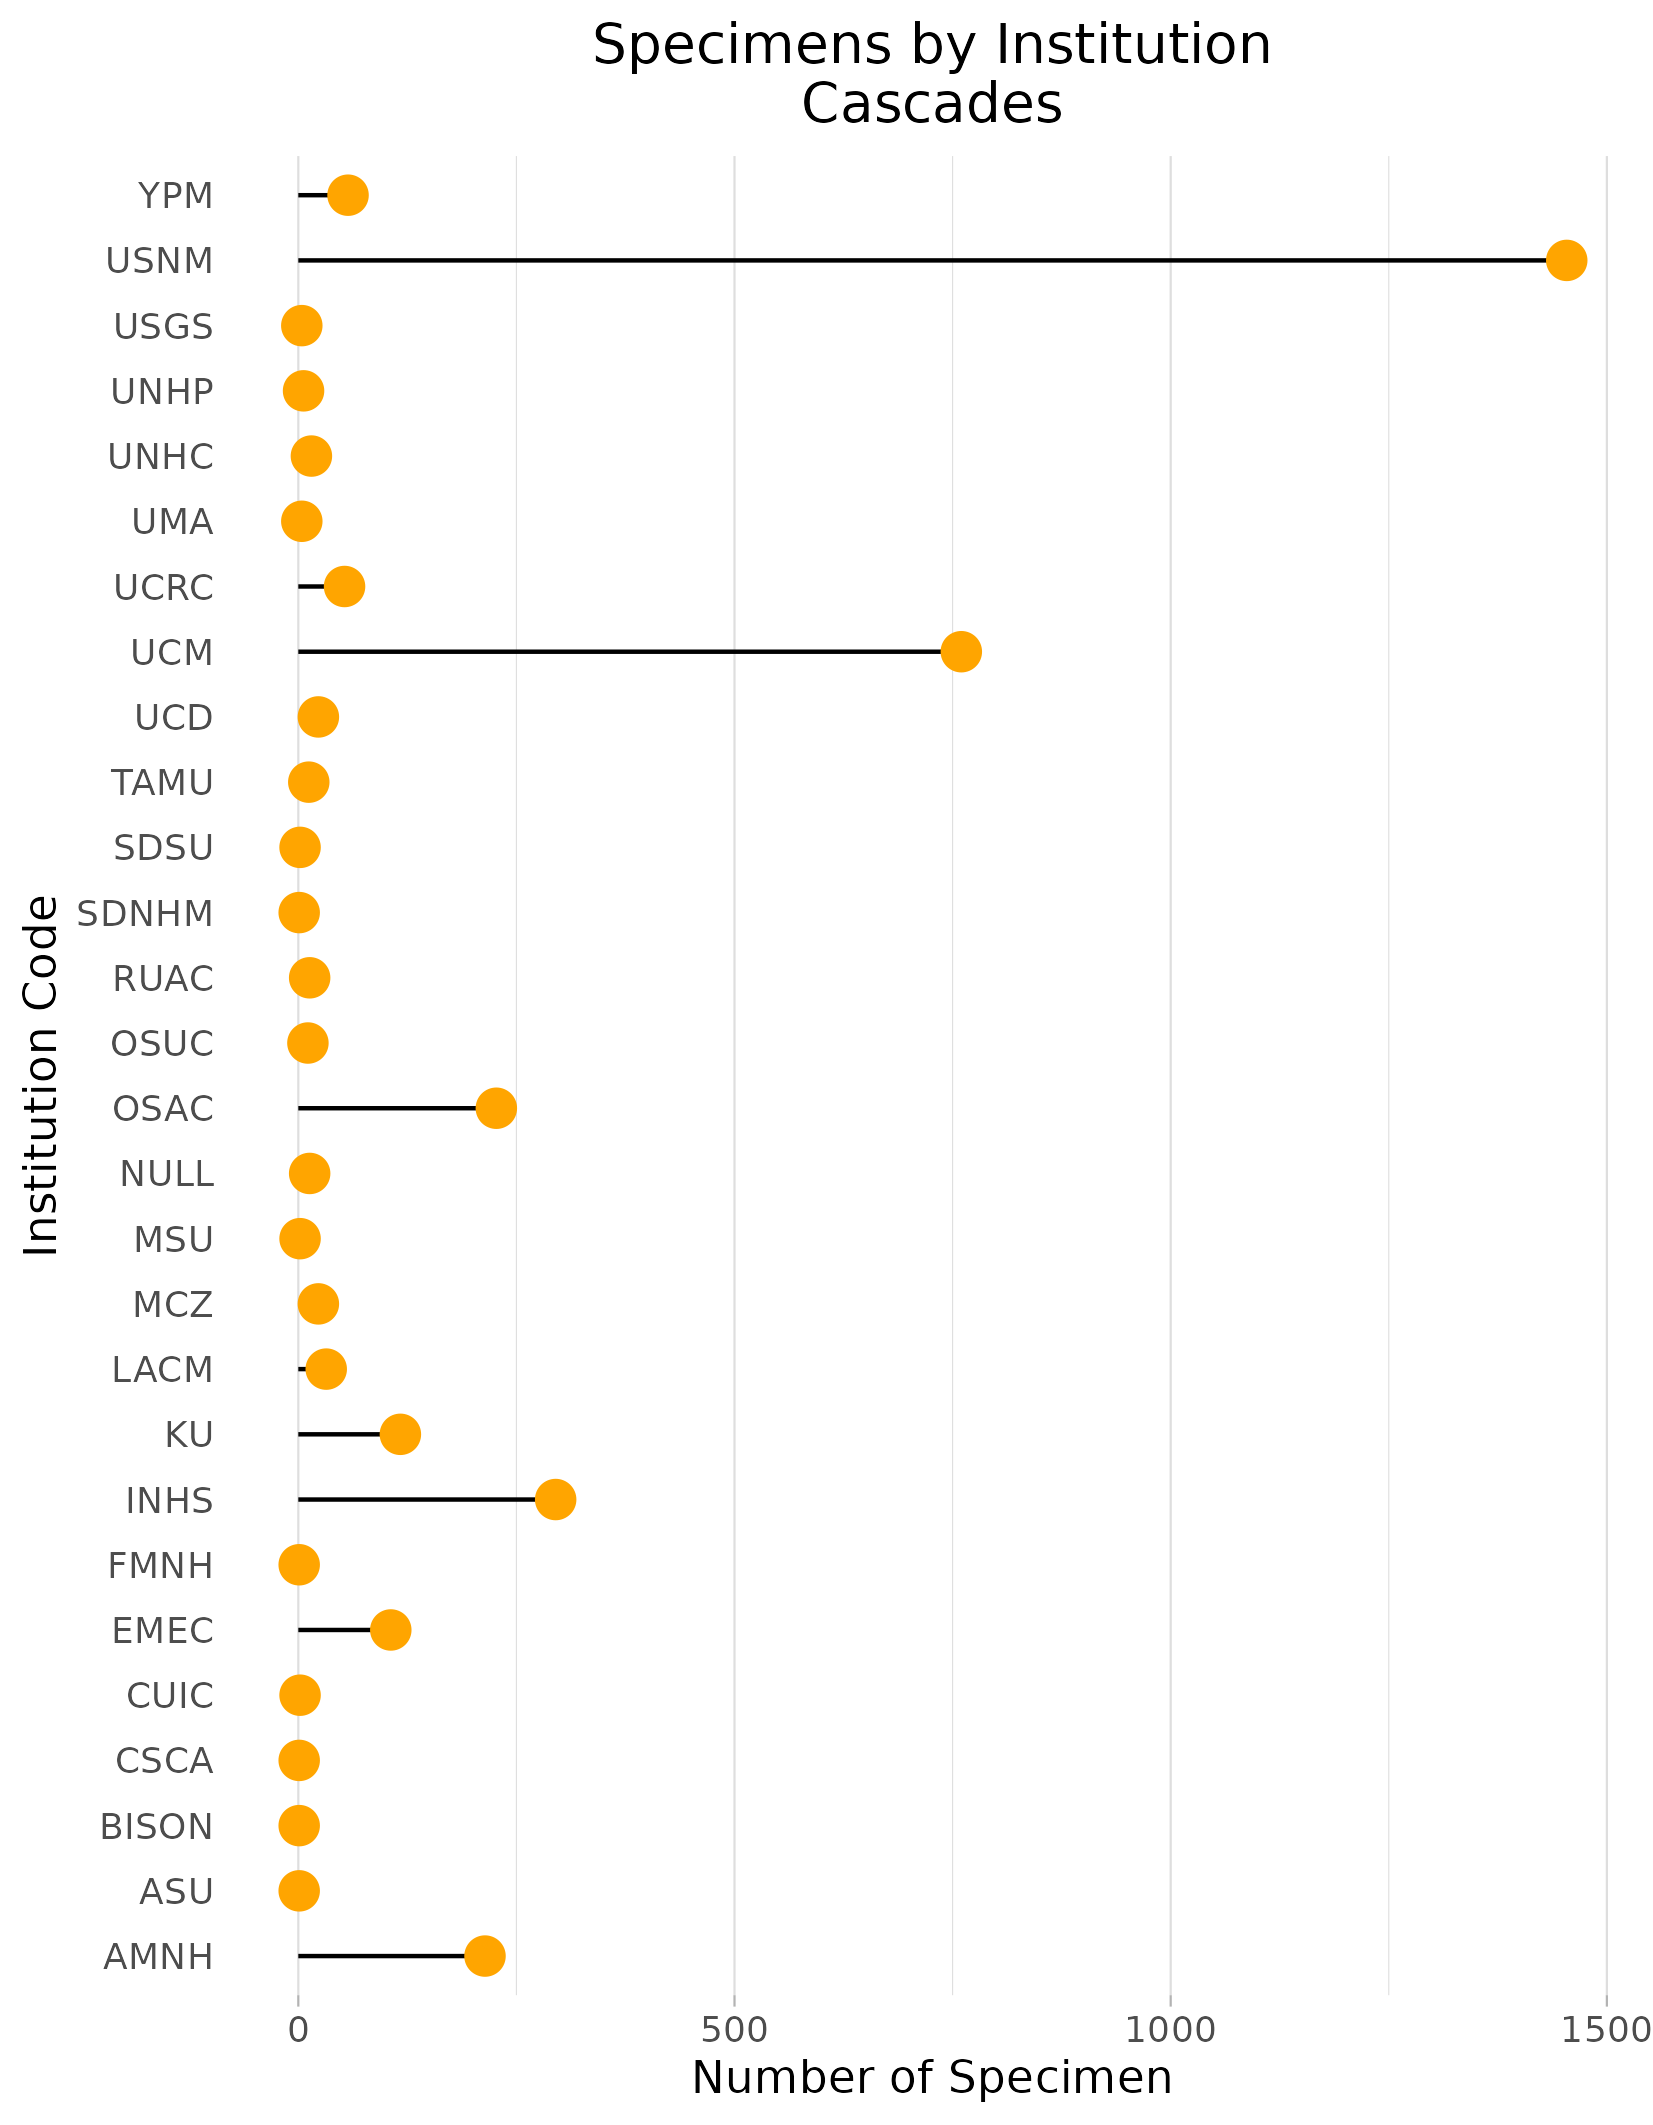 Specimens by Institution
Cascades
YPM
USNM
USGS
UNHP
UNHC
UMA
UCRC
UCM
UCD
TAMU
SDSU
SDNHM
RUAC
OSUC
OSAC
NULL
MSU
MCZ
LACM
KU
INHS
FMNH
EMEC
CUIC
CSCA
BISON
ASU
AMNH
Institution Code
0 500 1000 1500
Number of Specimen